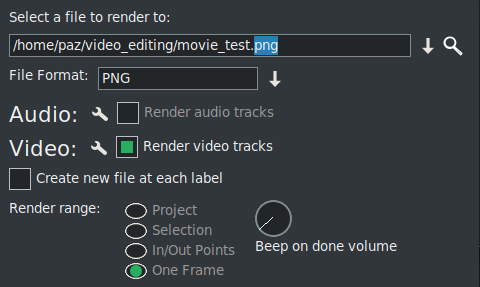 Select a file to render to:
/home/paz/video_editing/movie_test.png
File Format: PNG
Audio: Render audio tracks
Video: Render video tracks
Create new file at each label
Render range: Project
Selection
In/Out Points
One Frame
Beep on done volume